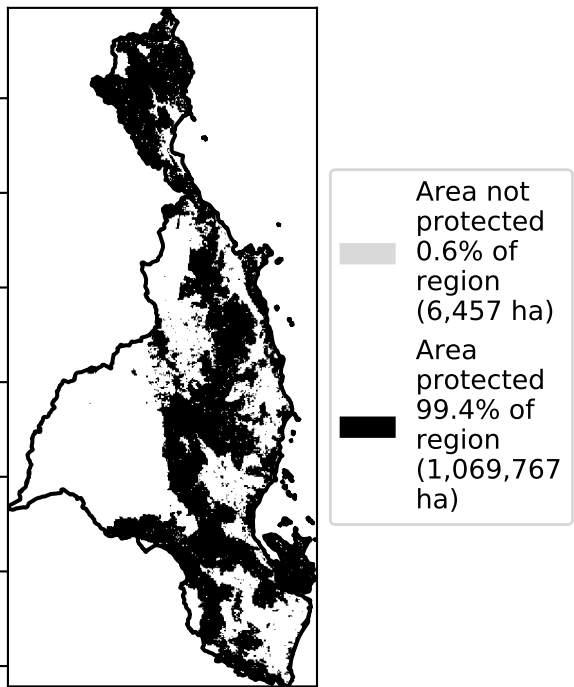 Area not
protected
0.6% of
region
(6,457 ha)
Area
protected
99.4% of
region
(1,069,767
ha)